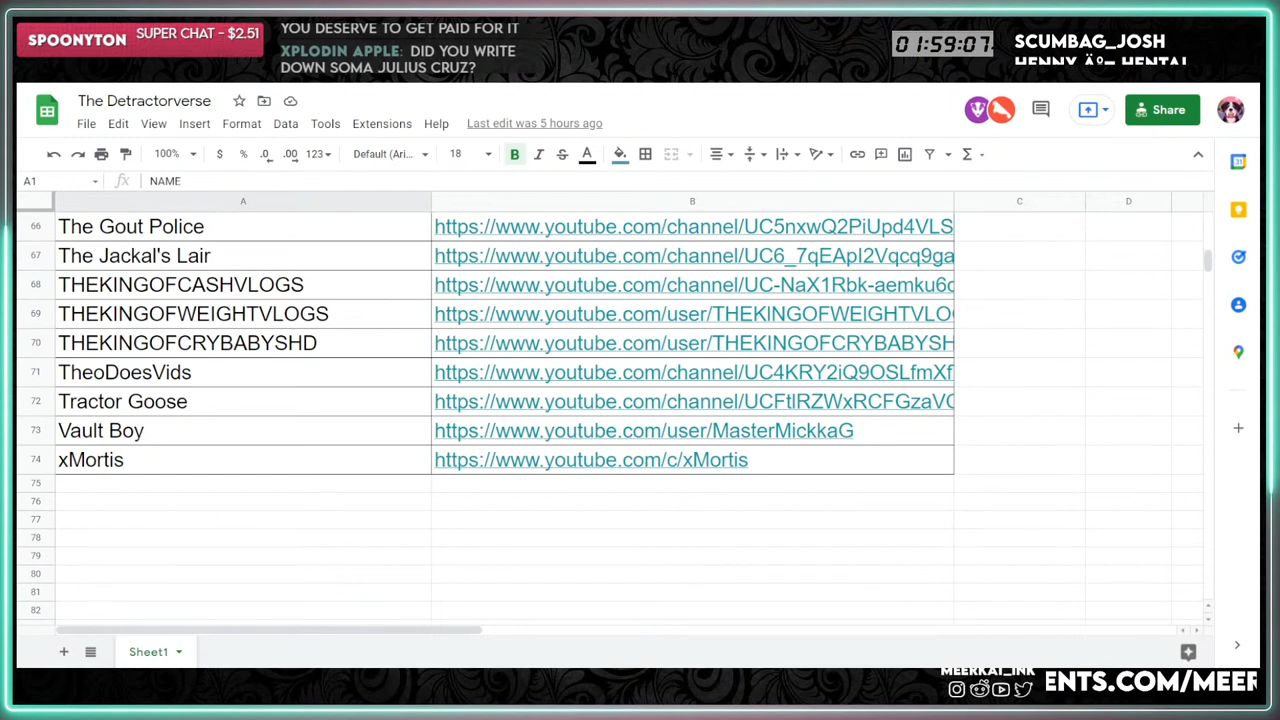 SPOONYTON SUPER CHAT - $2.51
YOU DESERVE TO GET PAID FOR IT
XPLODIN APPLE: DID YOU WRITE
DOWN SOMA JULIUS CRUZ?
01:59:07
SCUMBAG_JOSH
The Detractorverse
Share
File Edit View Insert Format Data Tools Extensions Help Last edit was 5 hours ago
100% $ % .0 .00 123 Default (Ari... 18 B I S A
A1 fx NAME
A B C D
66 The Gout Police https://www.youtube.com/channel/UC5nxwQ2PiUpd4VLS
67 The Jackal's Lair https://www.youtube.com/channel/UC6_7qEApI2Vqcq9ga
68 THEKINGOFCASHVLOGS https://www.youtube.com/channel/UC-NaX1Rbk-aemku6c
69 THEKINGOFWEIGHTVLOGS https://www.youtube.com/user/THEKINGOFWEIGHTVLO
70 THEKINGOFCRYBABYSHD https://www.youtube.com/user/THEKINGOFCRYBABYSH
71 TheoDoesVids https://www.youtube.com/channel/UC4KRY2iQ9OSLfmXf
72 Tractor Goose https://www.youtube.com/channel/UCFtlRZWxRCFGzaVC
73 Vault Boy https://www.youtube.com/user/MasterMickkaG
74 xMortis https://www.youtube.com/c/xMortis
75
76
77
78
79
80
81
82
Sheet1
MEERKAT_INK
ENTS.COM/MEER